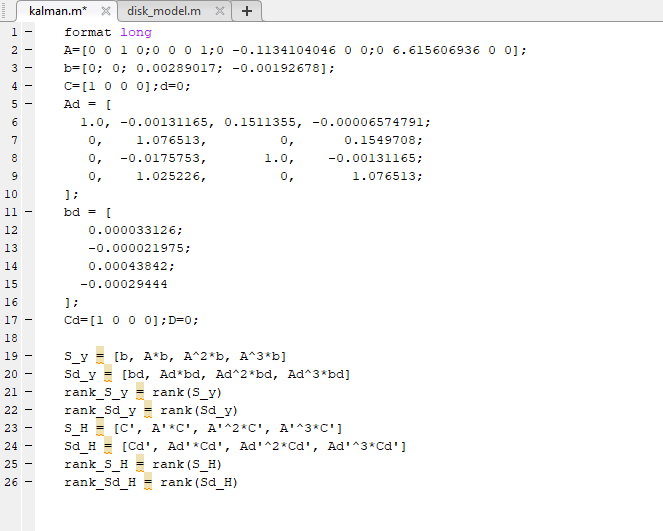 kalman.m* disk_model.m
1 format long
2 A=[0 0 1 0;0 0 0 1;0 -0.1134104046 0 0;0 6.615606936 0 0];
3 b=[0; 0; 0.00289017; -0.00192678];
4 C=[1 0 0 0];d=0;
5 Ad = [
6 1.0, -0.00131165, 0.1511355, -0.00006574791;
7 0, 1.076513, 0, 0.1549708;
8 0, -0.0175753, 1.0, -0.00131165;
9 0, 1.025226, 0, 1.076513;
10 ];
11 bd = [
12 0.000033126;
13 -0.000021975;
14 0.00043842;
15 -0.00029444
16 ];
17 Cd=[1 0 0 0];D=0;
18
19 S_y = [b, A*b, A^2*b, A^3*b]
20 Sd_y = [bd, Ad*bd, Ad^2*bd, Ad^3*bd]
21 rank_S_y = rank(S_y)
22 rank_Sd_y = rank(Sd_y)
23 S_H = [C', A'*C', A'^2*C', A'^3*C']
24 Sd_H = [Cd', Ad'*Cd', Ad'^2*Cd', Ad'^3*Cd']
25 rank_S_H = rank(S_H)
26 rank_Sd_H = rank(Sd_H)